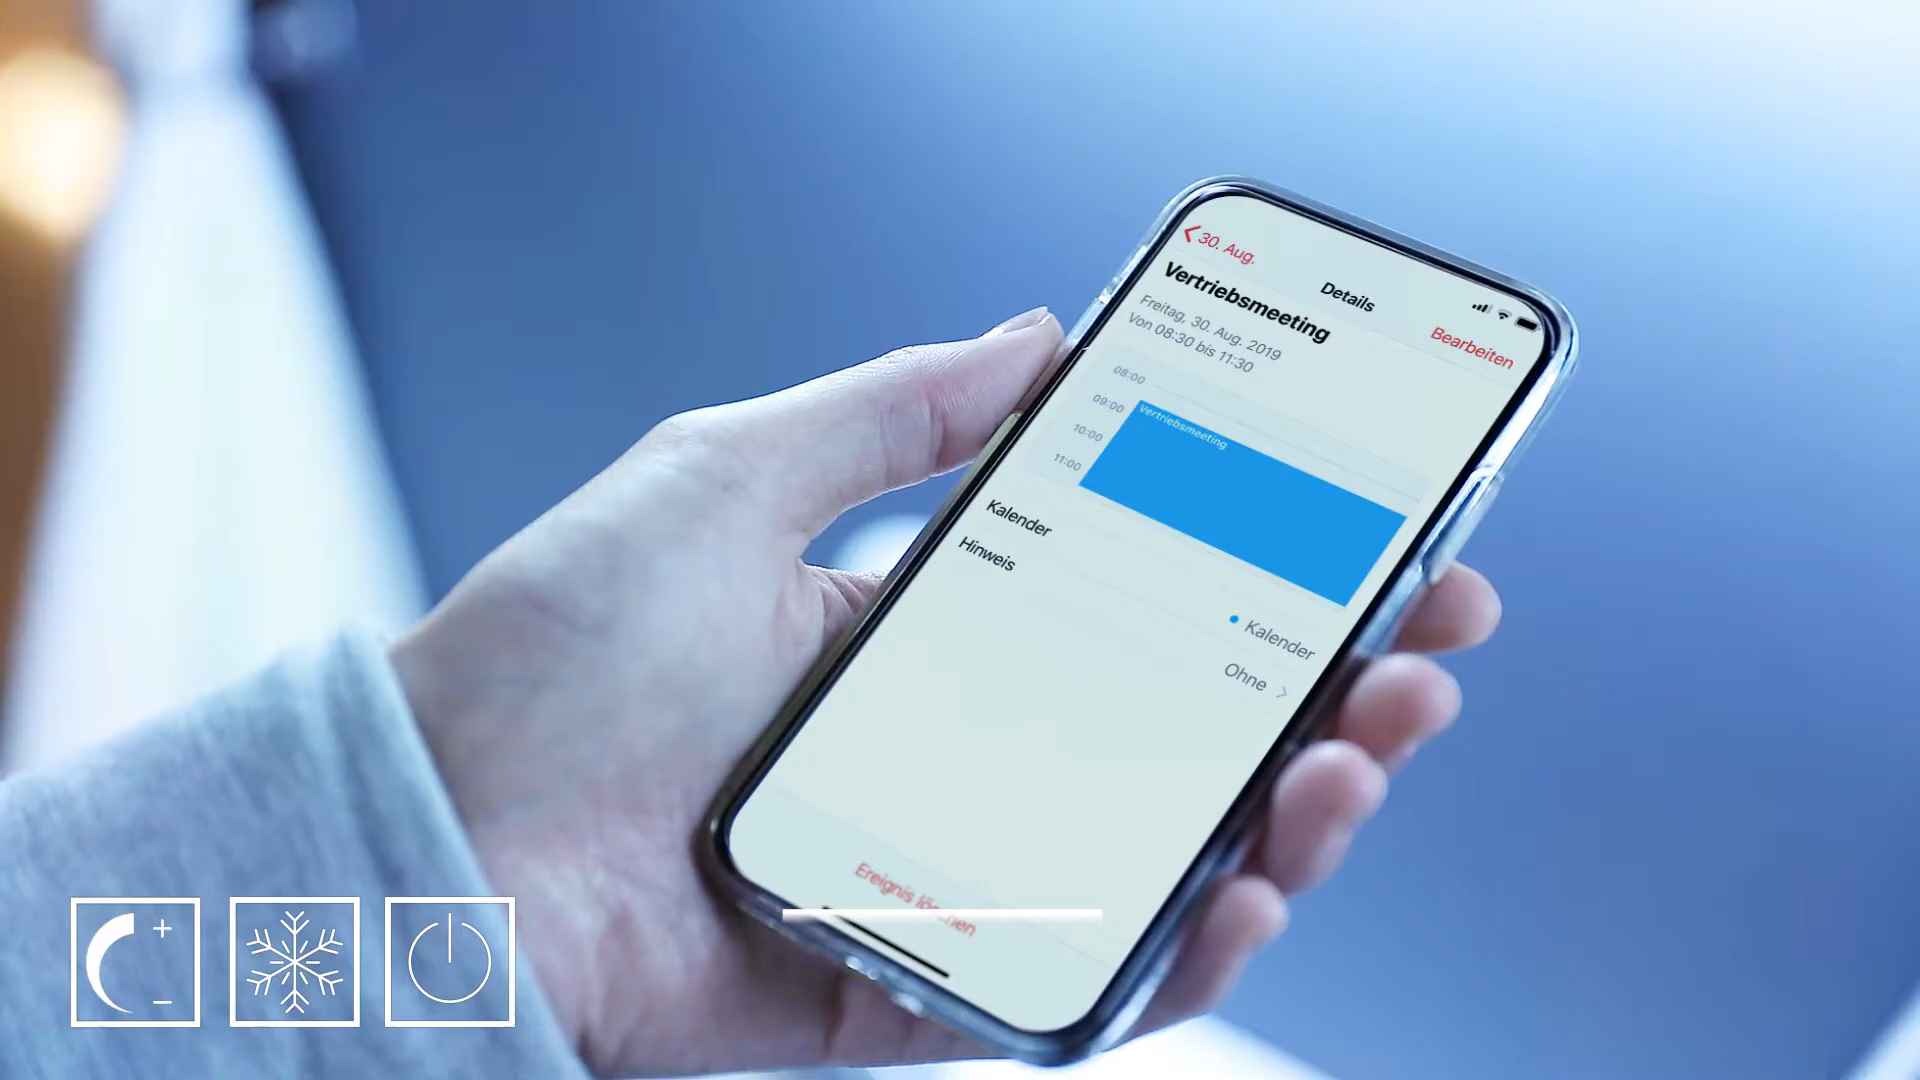 30. Aug.
Details
Bearbeiten
Vertriebsmeeting
Freitag, 30. Aug. 2019
Von 08:30 bis 11:30
08:00
09:00
Vertriebsmeeting
10:00
11:00
Kalender
Kalender
Hinweis
Ohne
Ereignis